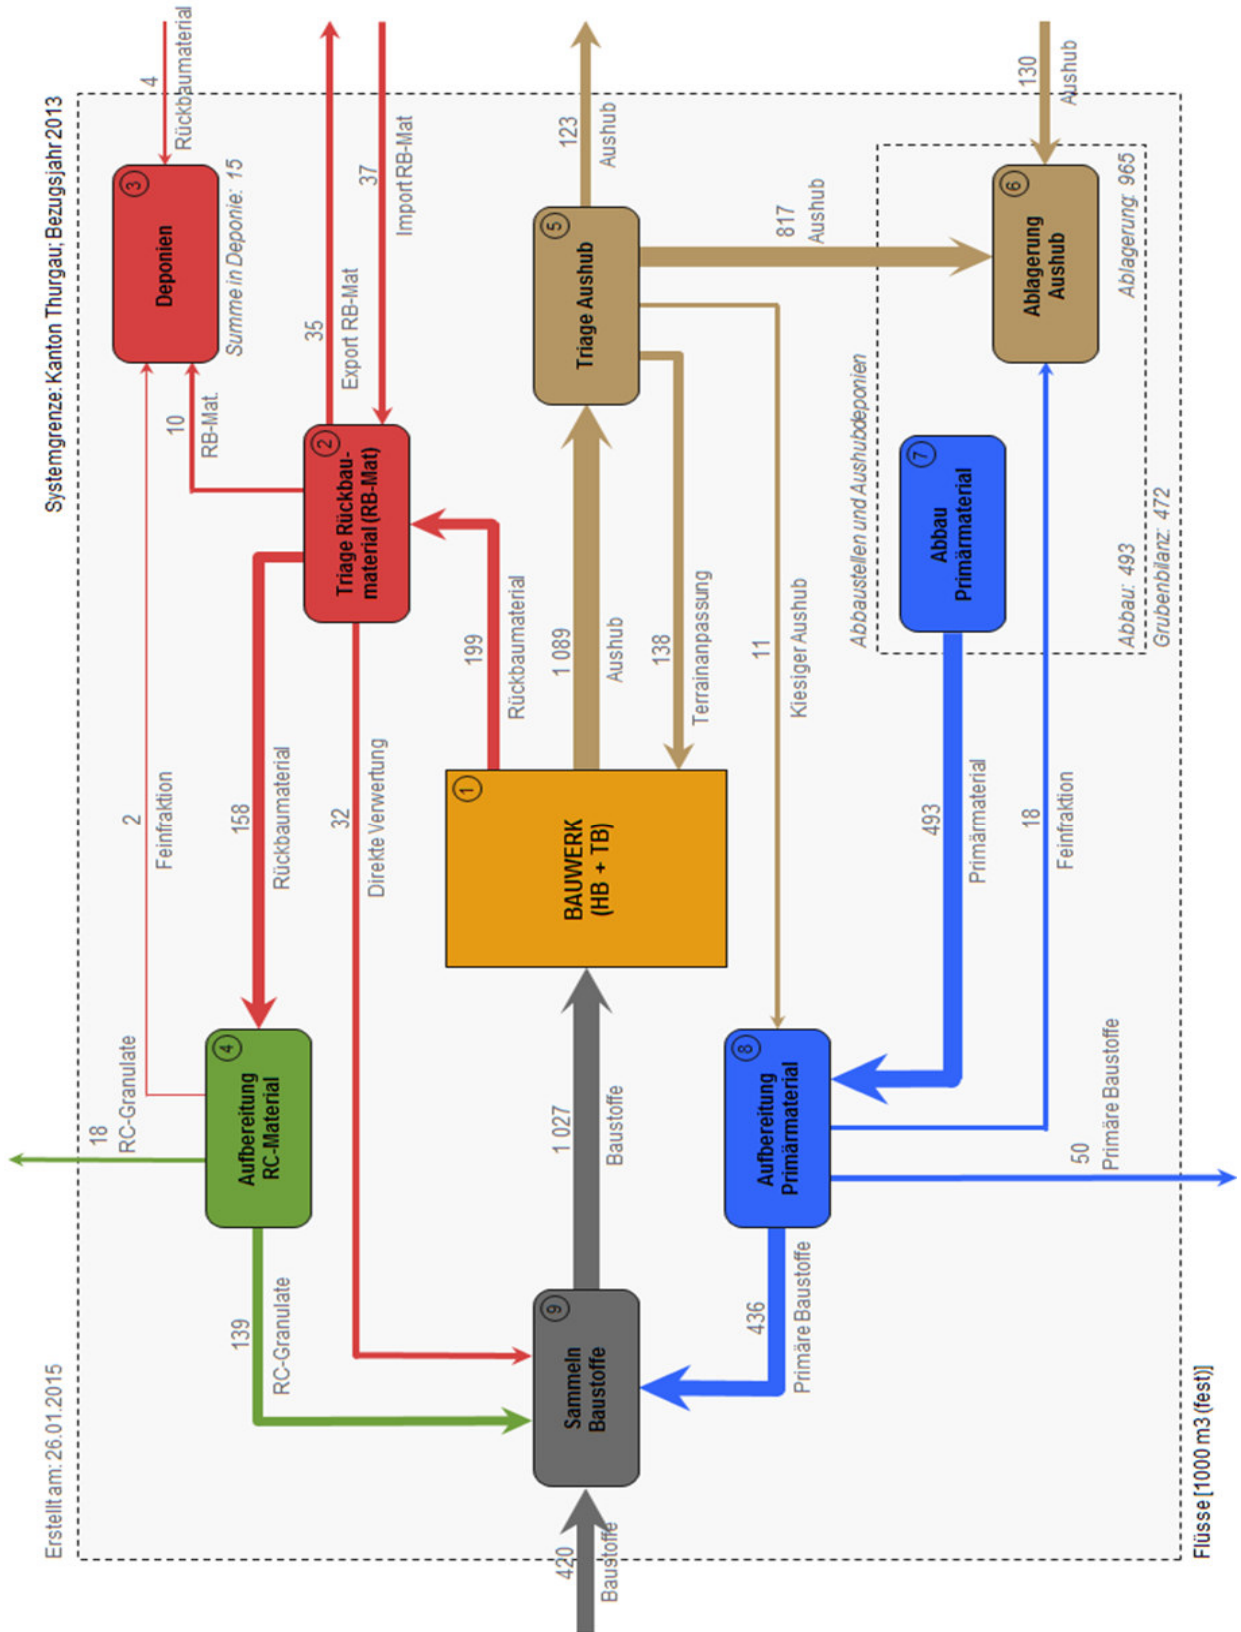 Erstellt am: 26.01.2015
Systemgrenze: Kanton Thurgau; Bezugsjahr 2013
18
RC-Granulate
2
Feinfraktion
10
RB-Mat.
4
Rückbaumaterial
3
Deponien
Summe in Deponie: 15
139
RC-Granulate
4
Aufbereitung
RC-Material
158
Rückbaumaterial
32
Direkte Verwertung
2
Triage Rückbau-
material (RB-Mat)
35
Export RB-Mat
37
Import RB-Mat
199
Rückbaumaterial
420
Baustoffe
9
Sammeln
Baustoffe
1 027
Baustoffe
1
BAUWERK
(HB + TB)
1 089
Aushub
5
Triage Aushub
123
Aushub
138
Terrainanpassung
11
Kiesiger Aushub
817
Aushub
436
Primäre Baustoffe
8
Aufbereitung
Primärmaterial
493
Primärmaterial
Abbaustellen und Aushubdeponien
7
Abbau
Primärmaterial
6
Ablagerung
Aushub
130
Aushub
18
Feinfraktion
50
Primäre Baustoffe
Abbau: 493
Ablagerung: 965
Grubenbilanz: 472
Flüsse [1000 m3 (fest)]